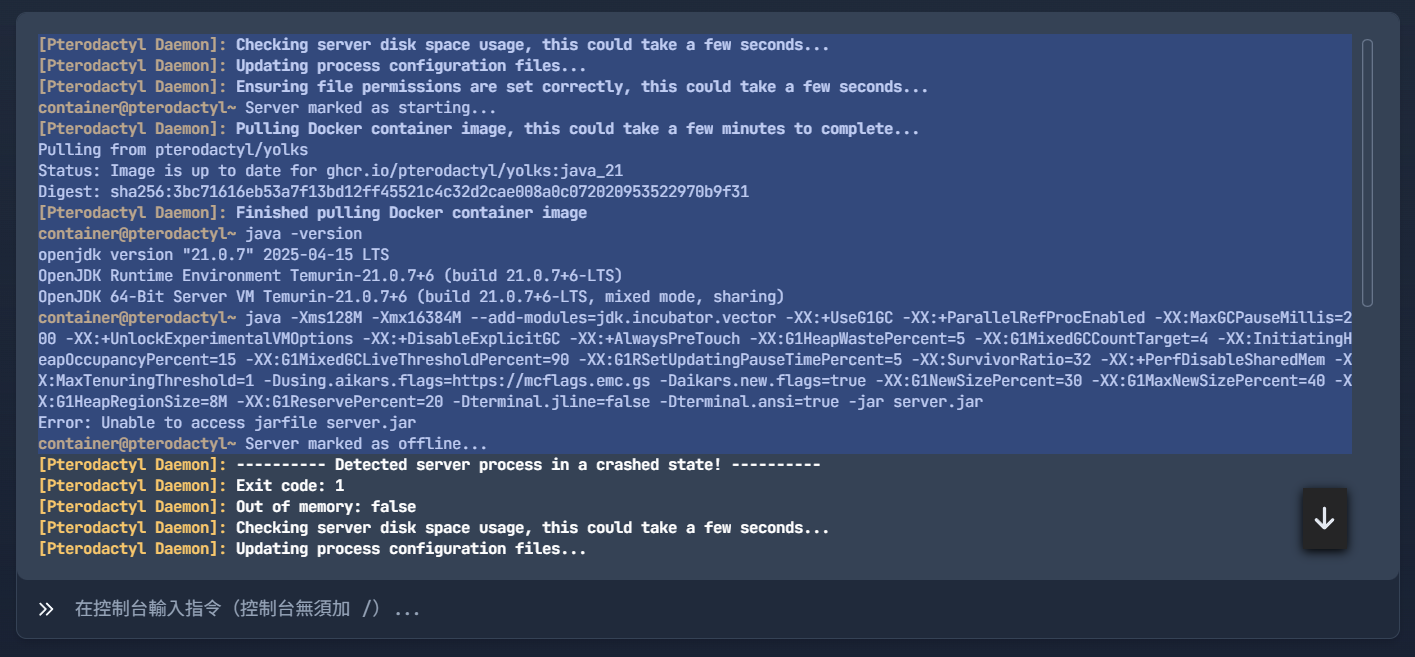 [Pterodactyl Daemon]: Checking server disk space usage, this could take a few seconds...
[Pterodactyl Daemon]: Updating process configuration files...
[Pterodactyl Daemon]: Ensuring file permissions are set correctly, this could take a few seconds...
container@pterodactyl~ Server marked as starting...
[Pterodactyl Daemon]: Pulling Docker container image, this could take a few minutes to complete...
Pulling from pterodactyl/yolks
Status: Image is up to date for ghcr.io/pterodactyl/yolks:java_21
Digest: sha256:3bc71616eb53a7f13bd12ff45521c4c32d2cae008a0c072020953522970b9f31
[Pterodactyl Daemon]: Finished pulling Docker container image
container@pterodactyl~ java -version
openjdk version "21.0.7" 2025-04-15 LTS
OpenJDK Runtime Environment Temurin-21.0.7+6 (build 21.0.7+6-LTS)
OpenJDK 64-Bit Server VM Temurin-21.0.7+6 (build 21.0.7+6-LTS, mixed mode, sharing)
container@pterodactyl~ java -Xms128M -Xmx16384M --add-modules=jdk.incubator.vector -XX:+UseG1GC -XX:+ParallelRefProcEnabled -XX:MaxGCPauseMillis=2
00 -XX:+UnlockExperimentalVMOptions -XX:+DisableExplicitGC -XX:+AlwaysPreTouch -XX:G1HeapWastePercent=5 -XX:G1MixedGCCountTarget=4 -XX:InitiatingH
eapOccupancyPercent=15 -XX:G1MixedGCLiveThresholdPercent=90 -XX:G1RSetUpdatingPauseTimePercent=5 -XX:SurvivorRatio=32 -XX:+PerfDisableSharedMem -X
X:MaxTenuringThreshold=1 -Dusing.aikars.flags=https://mcflags.emc.gs -Daikars.new.flags=true -XX:G1NewSizePercent=30 -XX:G1MaxNewSizePercent=40 -X
X:G1HeapRegionSize=8M -XX:G1ReservePercent=20 -Dterminal.jline=false -Dterminal.ansi=true -jar server.jar
Error: Unable to access jarfile server.jar
container@pterodactyl~ Server marked as offline...
[Pterodactyl Daemon]: ---------- Detected server process in a crashed state! ----------
[Pterodactyl Daemon]: Exit code: 1
[Pterodactyl Daemon]: Out of memory: false
[Pterodactyl Daemon]: Checking server disk space usage, this could take a few seconds...
[Pterodactyl Daemon]: Updating process configuration files...
在控制台輸入指令（控制台無須加 /）...